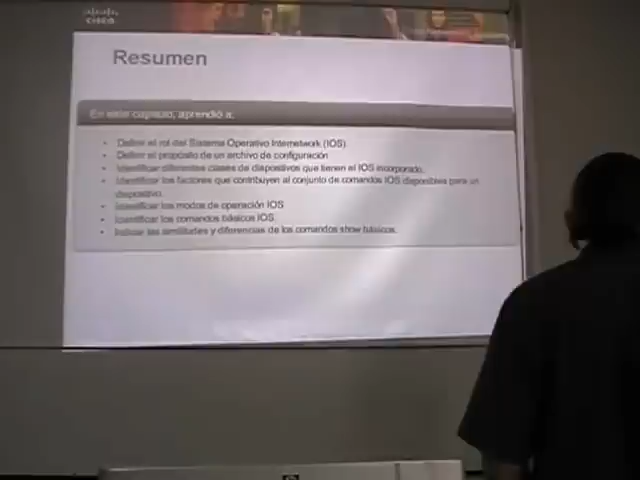 cisco
Resumen
En este capítulo, aprendió a:
• Definir el rol del Sistema Operativo Internetwork (IOS)
• Definir el propósito de un archivo de configuración
• Identificar diferentes clases de dispositivos que tienen el IOS incorporado.
• Identificar los factores que contribuyen al conjunto de comandos IOS disponibles para un
dispositivo.
• Identificar los modos de operación IOS
• Identificar los comandos básicos IOS
• Indicar las similitudes y diferencias de los comandos show básicos.
hp